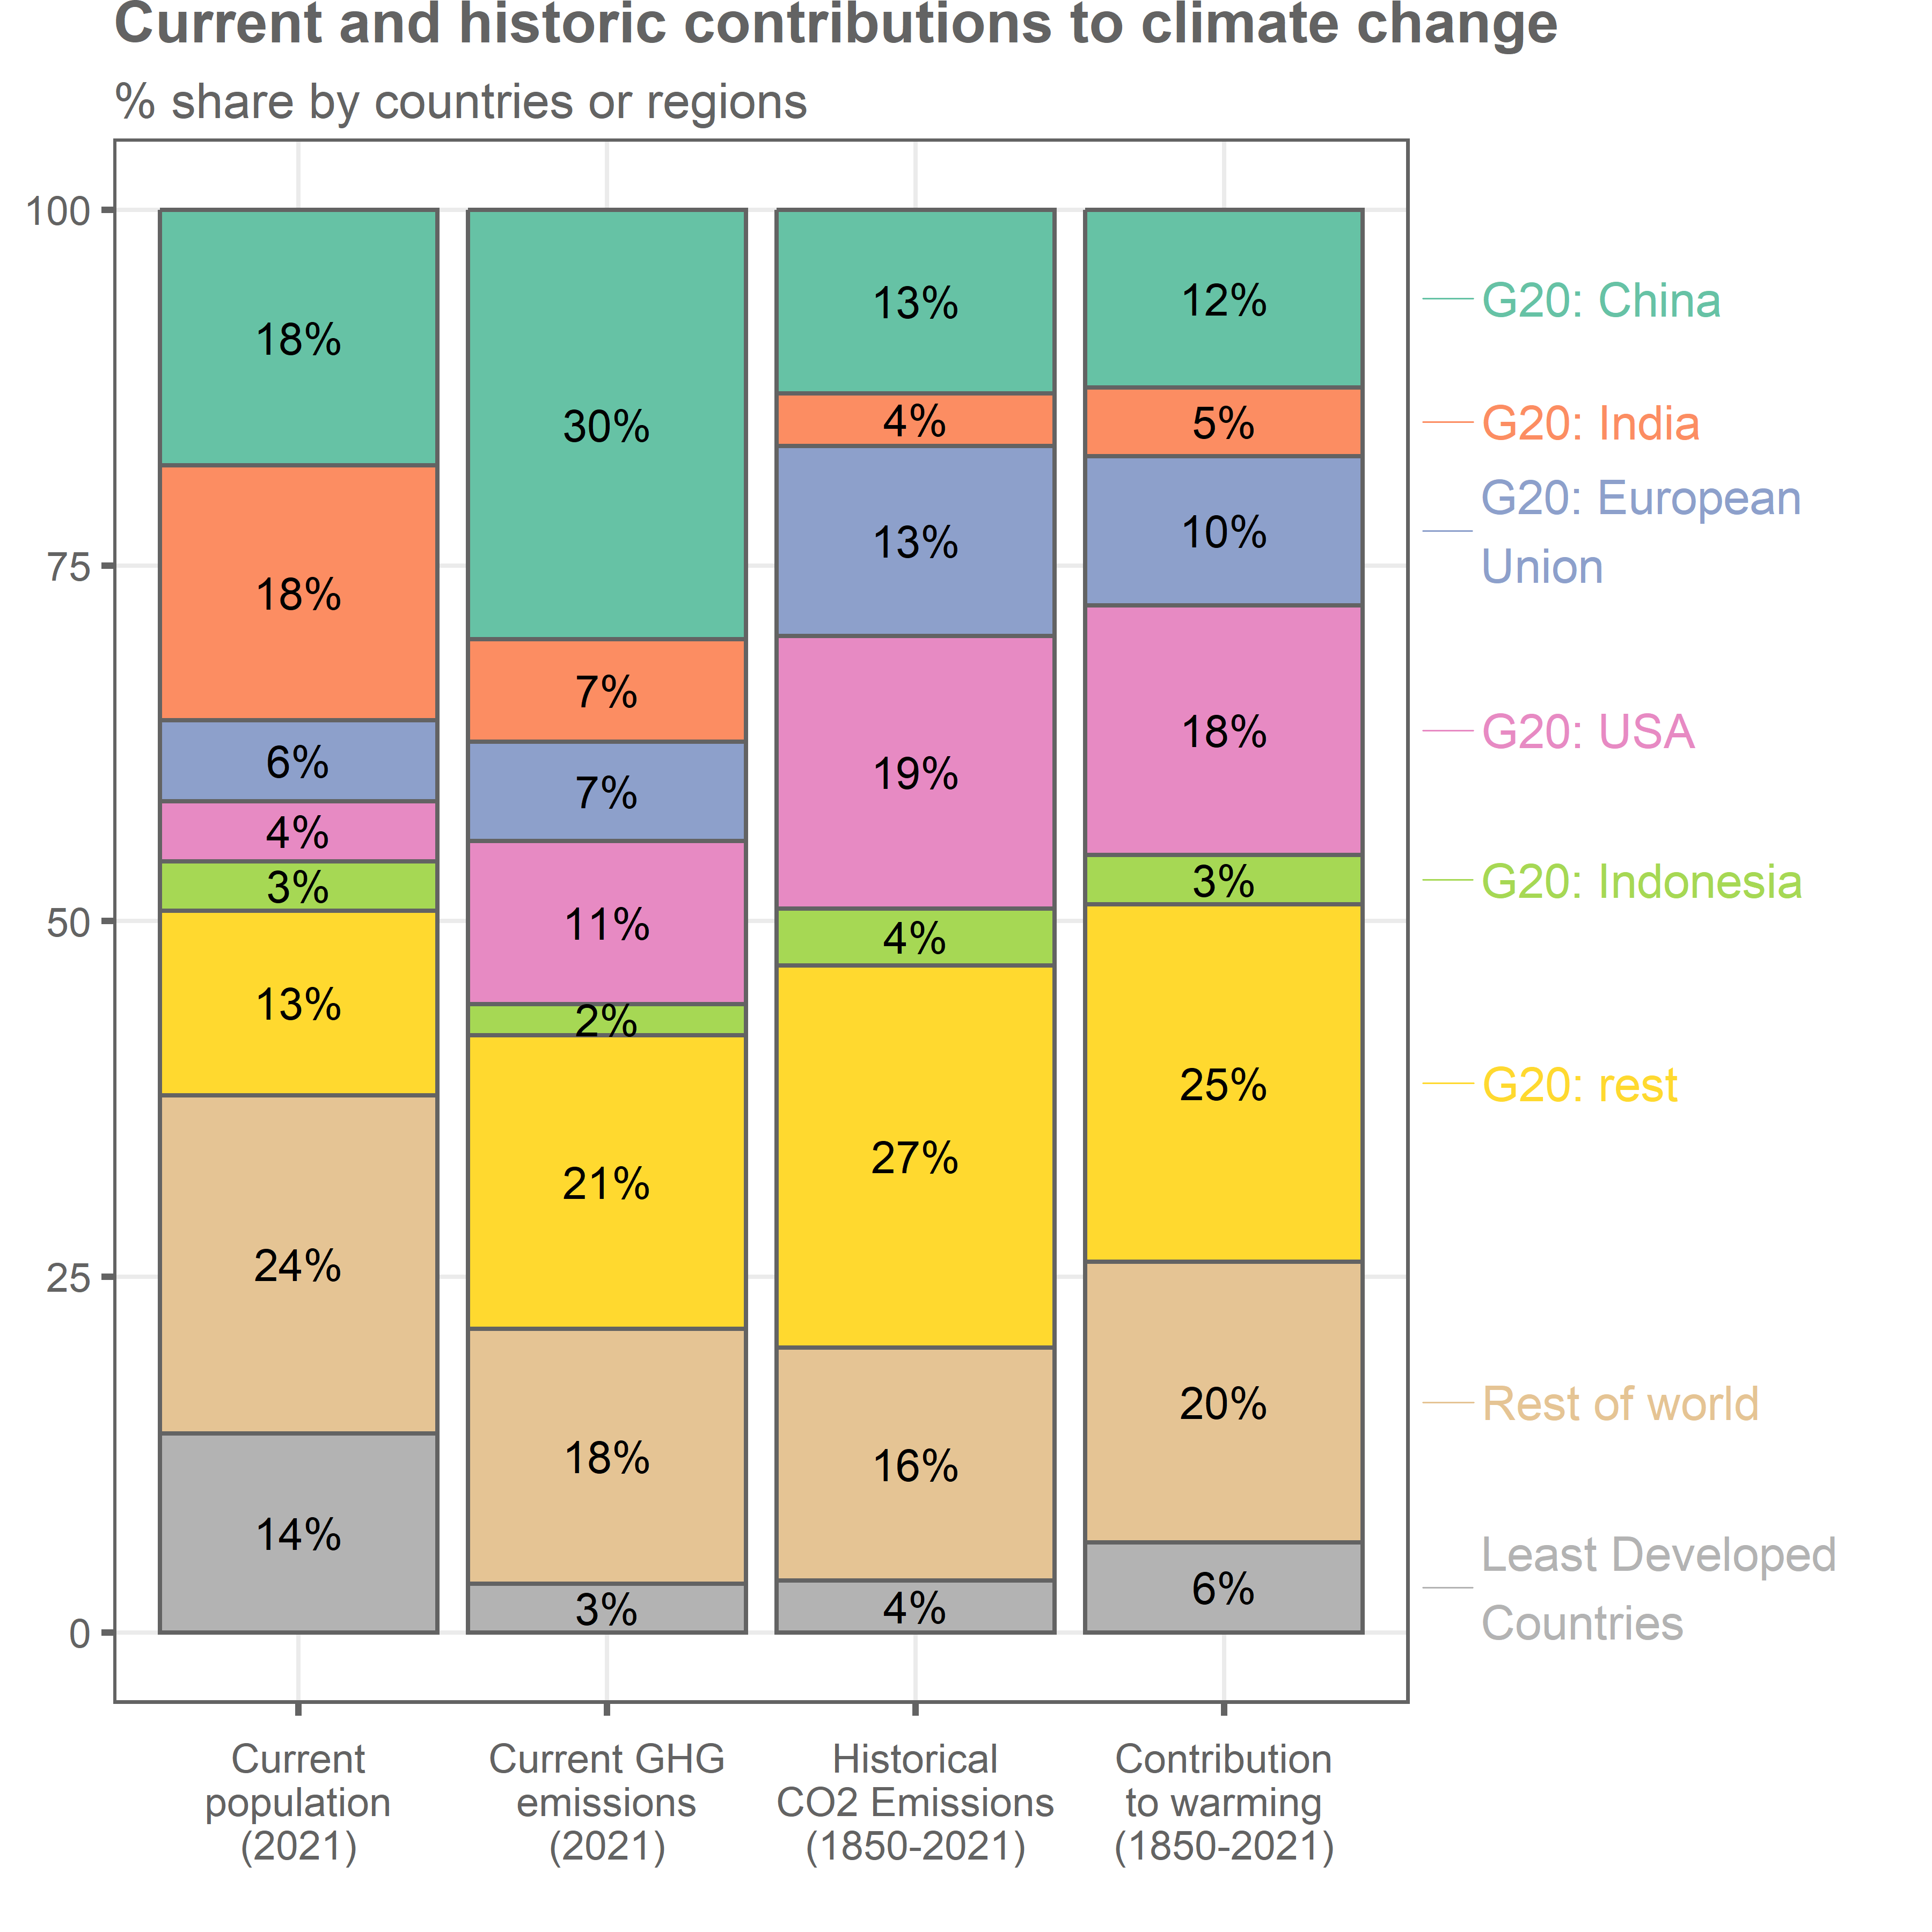 Current and historic contributions to climate change
% share by countries or regions
100
75
50
25
0
18%
18%
6%
4%
3%
13%
24%
14%
30%
7%
7%
11%
2%
21%
18%
3%
13%
4%
13%
19%
4%
27%
16%
4%
12%
5%
10%
18%
3%
25%
20%
6%
G20: China
G20: India
G20: European
Union
G20: USA
G20: Indonesia
G20: rest
Rest of world
Least Developed
Countries
Current
population
(2021)
Current GHG
emissions
(2021)
Historical
CO2 Emissions
(1850-2021)
Contribution
to warming
(1850-2021)